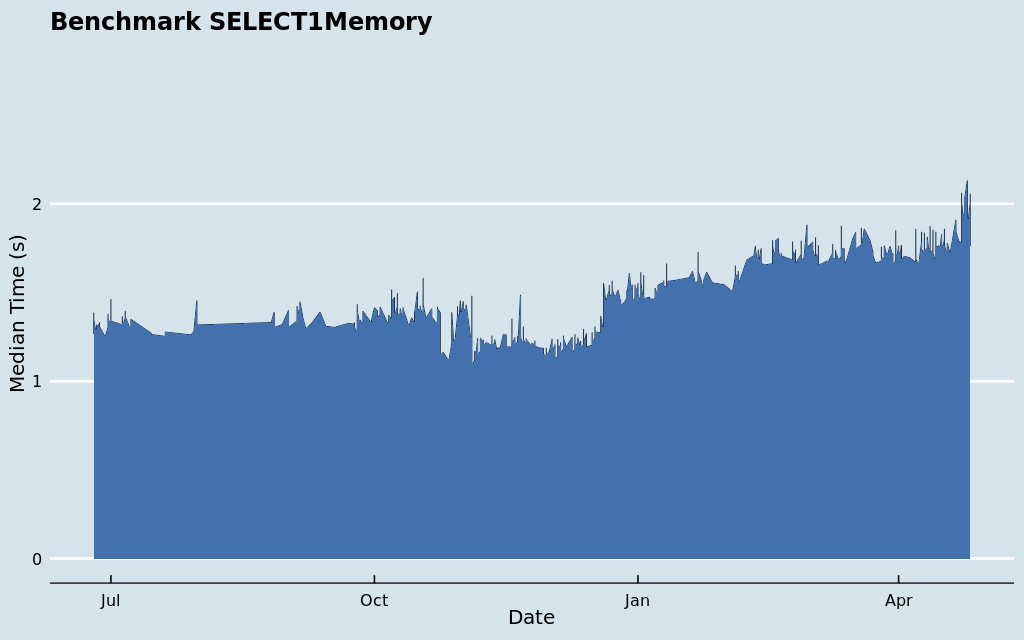 Benchmark SELECT1Memory
Median Time (s)
2
1
0
Jul
Oct
Jan
Apr
Date